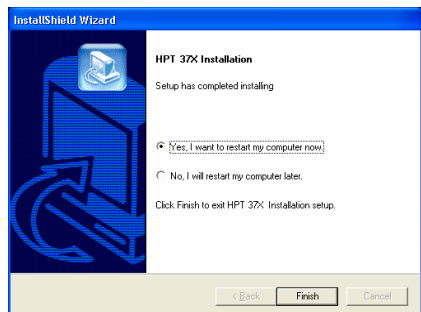 InstallShield Wizard
HPT 37X Installation
Setup has completed installing
Yes, I want to restart my computer now.
No, I will restart my computer later.
Click Finish to exit HPT 37X Installation setup.
< Back Finish Cancel